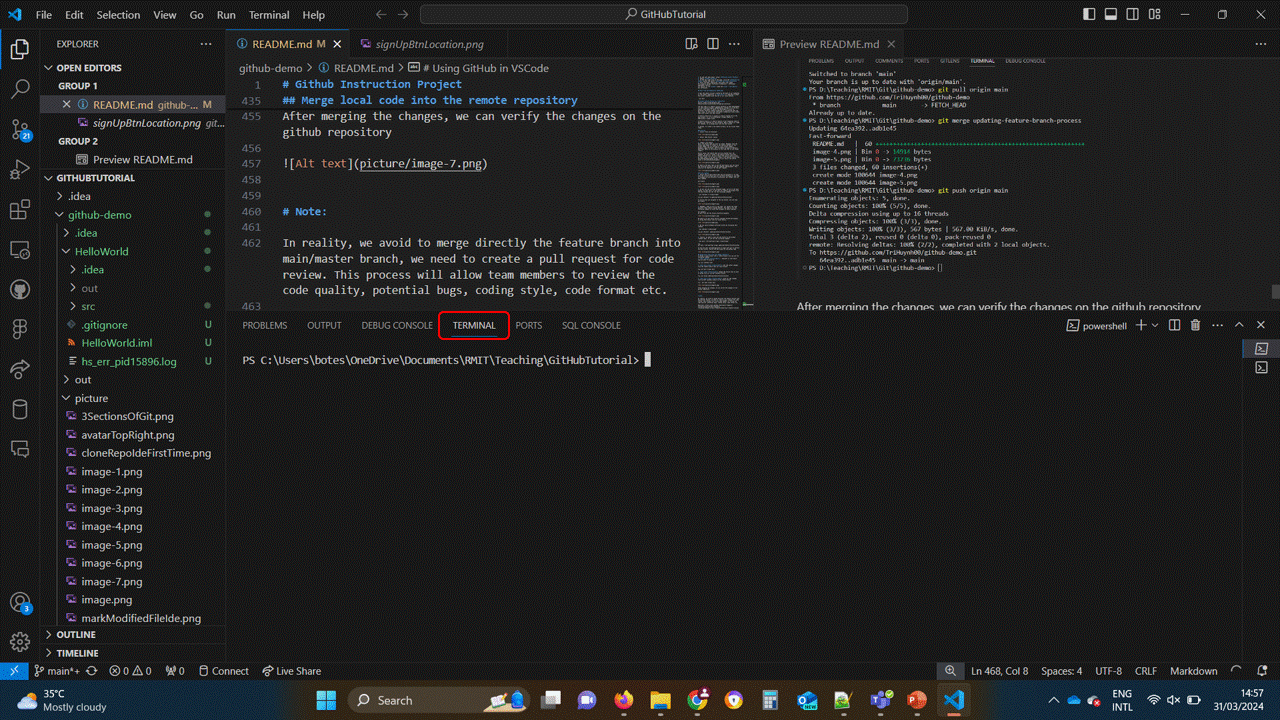 File Edit Selection View Go Run Terminal Help
GitHubTutorial
EXPLORER
OPEN EDITORS
GROUP 1
README.md github-... M
signUpBtnLocation.png git...
GROUP 2
Preview README.md
GITHUBTUTORIAL
.idea
github-demo
.idea
HelloWorld
.idea
out
src
.gitignore U
HelloWorld.iml U
hs_err_pid15896.log U
out
picture
3SectionsOfGit.png
avatarTopRight.png
cloneRepoIdeFirstTime.png
image-1.png
image-2.png
image-3.png
image-4.png
image-5.png
image-6.png
image-7.png
image.png
markModifiedFileIde.png
OUTLINE
TIMELINE
21
3
README.md M
signUpBtnLocation.png
github-demo > README.md > # Using GitHub in VSCode
1 # Github Instruction Project
435 ## Merge local code into the remote repository
455 After merging the changes, we can verify the changes on the
github repository
456
457 ![Alt text](picture/image-7.png)
458
459
460 # Note:
461
462 In reality, to avoid to merge directly the feature branch into
main/master branch, we need to create a pull request for code
review. This process will allow team members to review the
code quality, potential bugs, coding style, code format etc.
463
Preview README.md
PROBLEMS OUTPUT COMMENTS PORTS GITLENS TERMINAL DEBUG CONSOLE
Switched to branch 'main'
Your branch is up to date with 'origin/main'.
PS D:\Teaching\RMIT\Git\github-demo> git pull origin main
From https://github.com/TriHuynh00/github-demo
* branch main -> FETCH_HEAD
Already up to date.
PS D:\Teaching\RMIT\Git\github-demo> git merge updating-feature-branch-process
Updating 64ea392..adb1e45
Fast-forward
README.md | 60 ++++++++++++++++++++++++++++++++++++++++++++++++++++++++++++
image-4.png | Bin 0 -> 14914 bytes
image-5.png | Bin 0 -> 73736 bytes
3 files changed, 60 insertions(+)
create mode 100644 image-4.png
create mode 100644 image-5.png
PS D:\Teaching\RMIT\Git\github-demo> git push origin main
Enumerating objects: 5, done.
Counting objects: 100% (5/5), done.
Delta compression using up to 16 threads
Compressing objects: 100% (3/3), done.
Writing objects: 100% (3/3), 567 bytes | 567.00 KiB/s, done.
Total 3 (delta 2), reused 0 (delta 0), pack-reused 0
remote: Resolving deltas: 100% (2/2), completed with 2 local objects.
To https://github.com/TriHuynh00/github-demo.git
64ea392..adb1e45 main -> main
PS D:\Teaching\RMIT\Git\github-demo>
After merging the changes, we can verify the changes on the github repository
PROBLEMS OUTPUT DEBUG CONSOLE TERMINAL PORTS SQL CONSOLE
powershell
PS C:\Users\botes\OneDrive\Documents\RMIT\Teaching\GitHubTutorial>
main*+ 0 0 0 Connect Live Share
Ln 468, Col 8 Spaces: 4 UTF-8 CRLF Markdown
35°C
Mostly cloudy
Search
ENG
INTL
14:57
31/03/2024